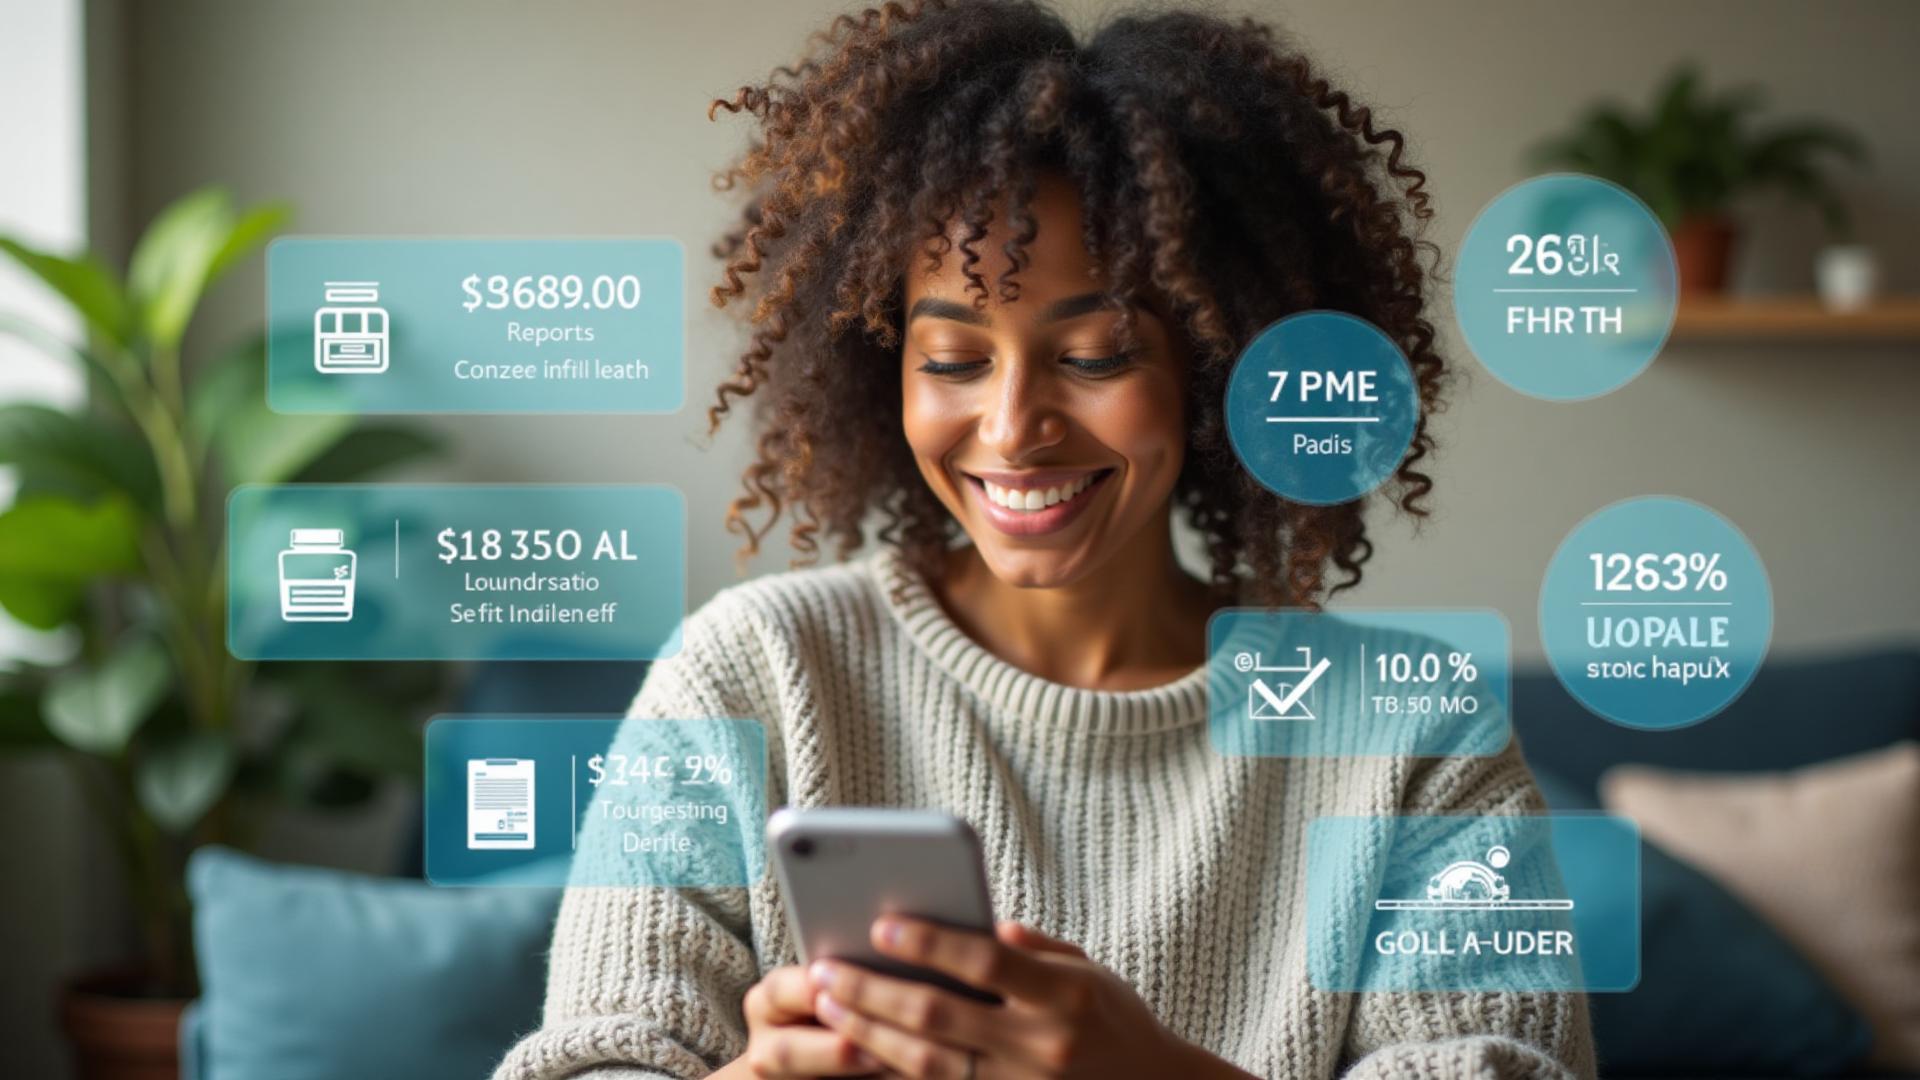 $3689.00
Reports
Conzee infill leath
$18 350 AL
Loundrsatio
Sefit Indileneff
Tourgesting
Derile
FHR TH
7 PME
Padis
1263%
UOPALE
stoic hapux
10.0 %
TB.50 MO
GOLL A-UDER